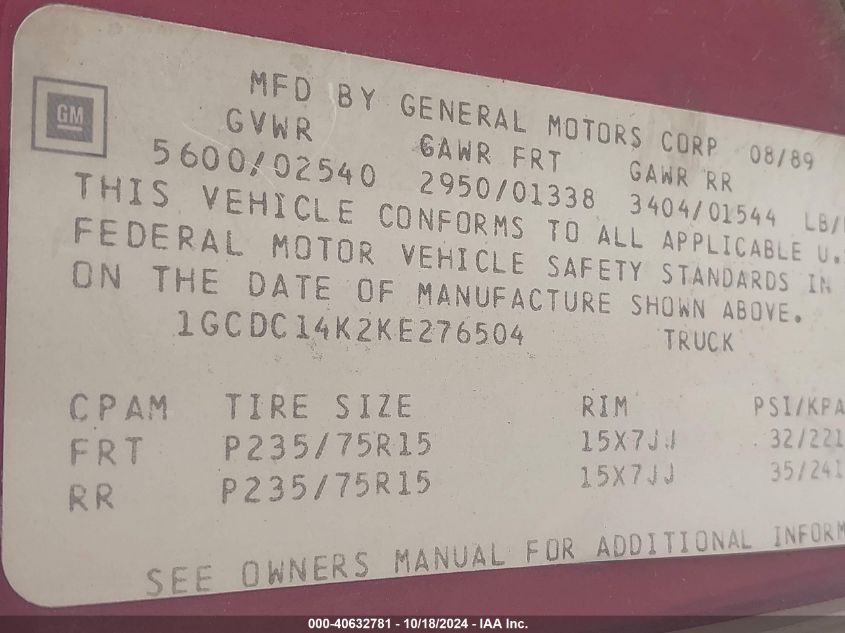 GM
MFD BY GENERAL MOTORS CORP 08/89
GVWR GAWR FRT GAWR RR
5600/02540 2950/01338 3404/01544 LB/
THIS VEHICLE CONFORMS TO ALL APPLICABLE U.
FEDERAL MOTOR VEHICLE SAFETY STANDARDS IN
ON THE DATE OF MANUFACTURE SHOWN ABOVE.
1GCDC14K2KE276504 TRUCK
CPAM TIRE SIZE RIM PSI/KPA
FRT P235/75R15 15X7JJ 32/221
RR P235/75R15 15X7JJ 35/241
SEE OWNERS MANUAL FOR ADDITIONAL INFORM
000-40632781 - 10/18/2024 - IAA Inc.